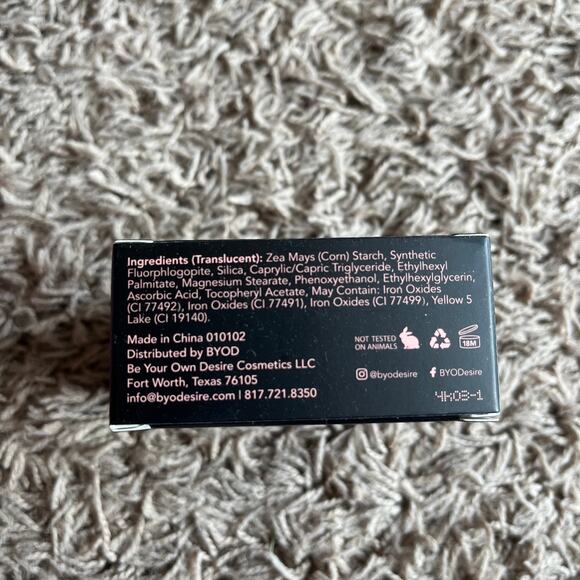 Ingredients (Translucent): Zea Mays (Corn) Starch, Synthetic
Fluorphlogopite, Silica, Caprylic/Capric Triglyceride, Ethylhexyl
Palmitate, Magnesium Stearate, Phenoxyethanol, Ethylhexylglycerin,
Ascorbic Acid, Tocopheryl Acetate, May Contain: Iron Oxides
(CI 77492), Iron Oxides (CI 77491), Iron Oxides (CI 77499), Yellow 5
Lake (CI 19140).
Made in China 010102
Distributed by BYOD
Be Your Own Desire Cosmetics LLC
Fort Worth, Texas 76105
info@byodesire.com | 817.721.8350
NOT TESTED
ON ANIMALS
18M
@byodesire
BYODesire
4K03-1